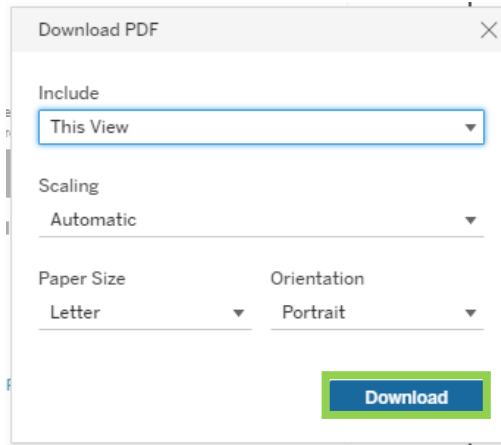 Download PDF
Include
This View
Scaling
Automatic
Paper Size Orientation
Letter Portrait
Download